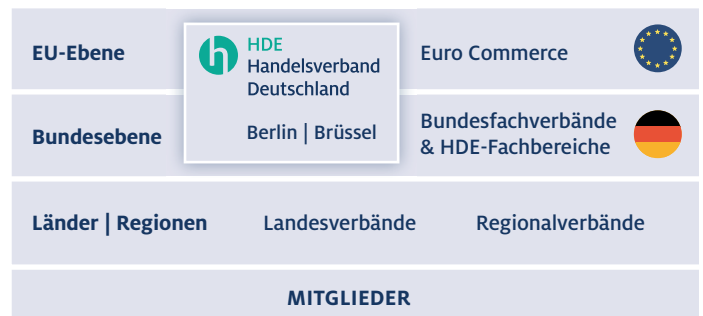 EU-Ebene
HDE
Handelsverband
Deutschland
Berlin | Brüssel
Euro Commerce
Bundesebene
Bundesfachverbände
& HDE-Fachbereiche
Länder | Regionen
Landesverbände
Regionalverbände
MITGLIEDER